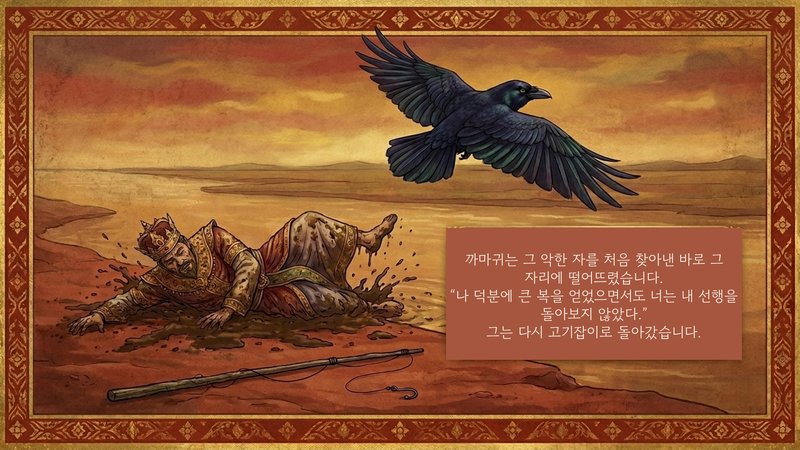 까마귀는 그 악한 자를 처음 찾아낸 바로 그
자리에 떨어뜨렸습니다.
“나 덕분에 큰 복을 얻었으면서도 너는 내 선행을
돌아보지 않았다.”
그는 다시 고기잡이로 돌아갔습니다.